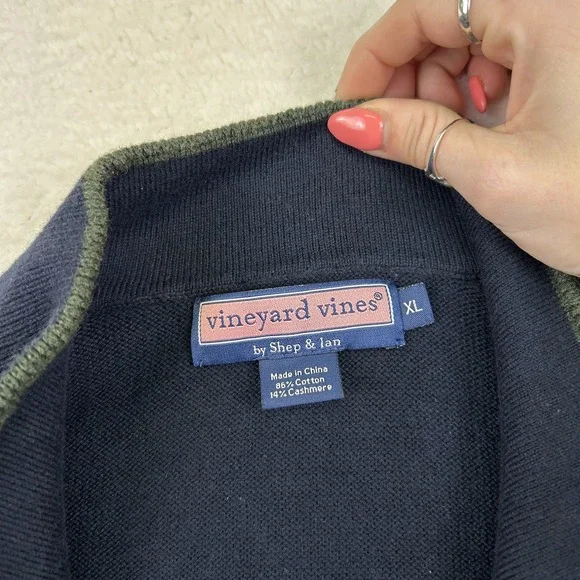 vineyard vines®
XL
by Shep & Ian
Made in China
86% Cotton
14% Cashmere